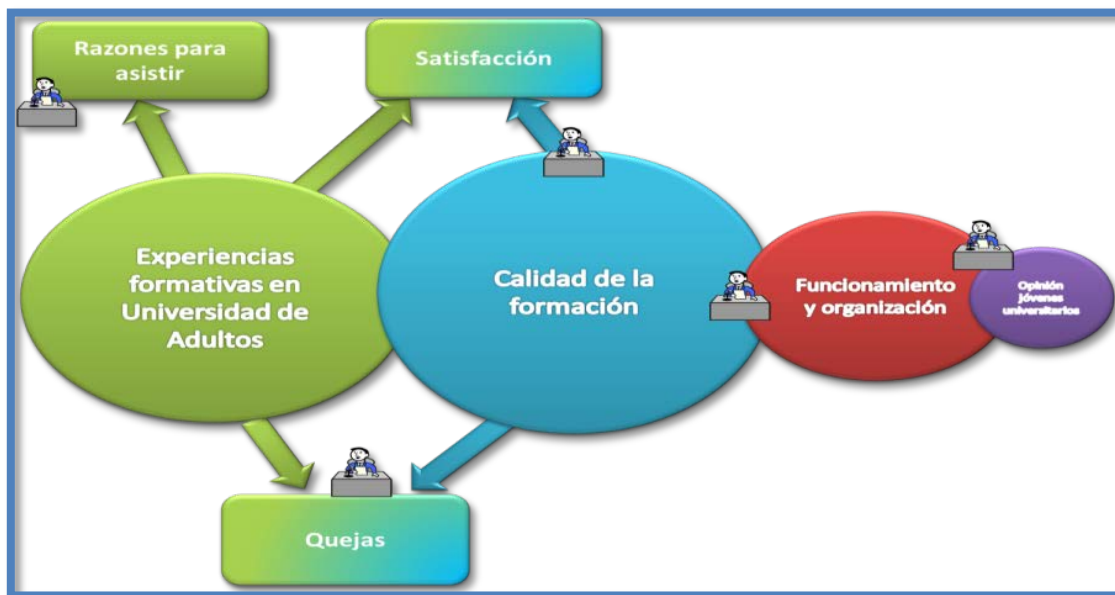 Razones para
asistir
Satisfacción
Experiencias
formativas en
Universidad de
Adultos
Calidad de la
formación
Funcionamiento
y organización
Opinión
jóvenes
universitarios
Quejas